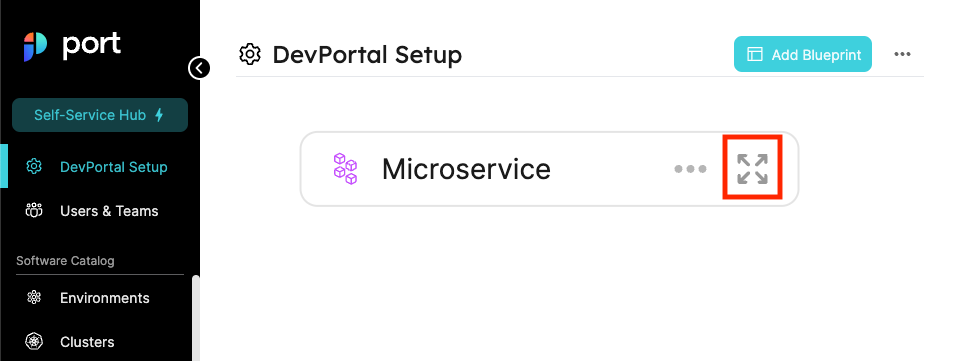 port
Self-Service Hub
DevPortal Setup
Users & Teams
Software Catalog
Environments
Clusters
DevPortal Setup
Add Blueprint
Microservice